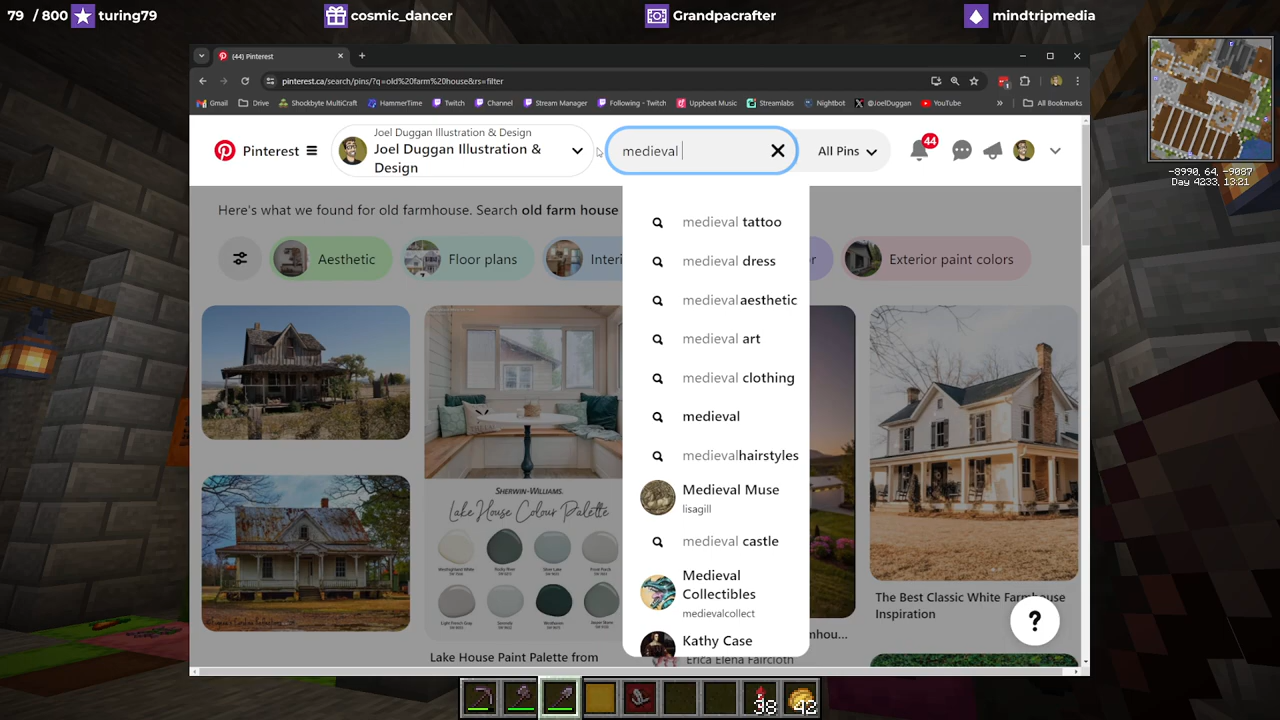 79 / 800 turing79
cosmic_dancer
Grandpacrafter
mindtripmedia
(44) Pinterest
pinterest.ca/search/pins/?q=old%20farm%20house&rs=filter
Gmail
Drive
Shockbyte MultiCraft
HammerTime
Twitch
Channel
Stream Manager
Following - Twitch
Uppbeat Music
Streamlabs
Nightbot
@JoelDuggan
YouTube
»
All Bookmarks
-8990, 64, -9087
Day 4233, 13:21
Pinterest
Joel Duggan Illustration & Design
Joel Duggan Illustration &
Design
medieval
All Pins
44
Here's what we found for old farmhouse. Search old farm house
Aesthetic
Floor plans
Interi
or
Exterior paint colors
medieval tattoo
medieval dress
medieval aesthetic
medieval art
medieval clothing
medieval
medieval hairstyles
Medieval Muse
lisagill
medieval castle
Medieval
Collectibles
medievalcollect
Kathy Case
Erica Elena Faircloth
SHERWIN-WILLIAMS.
Lake House Colour Palette
Lake House Paint Palette from
mhou...
The Best Classic White Farmhouse
Inspiration
?
38
42